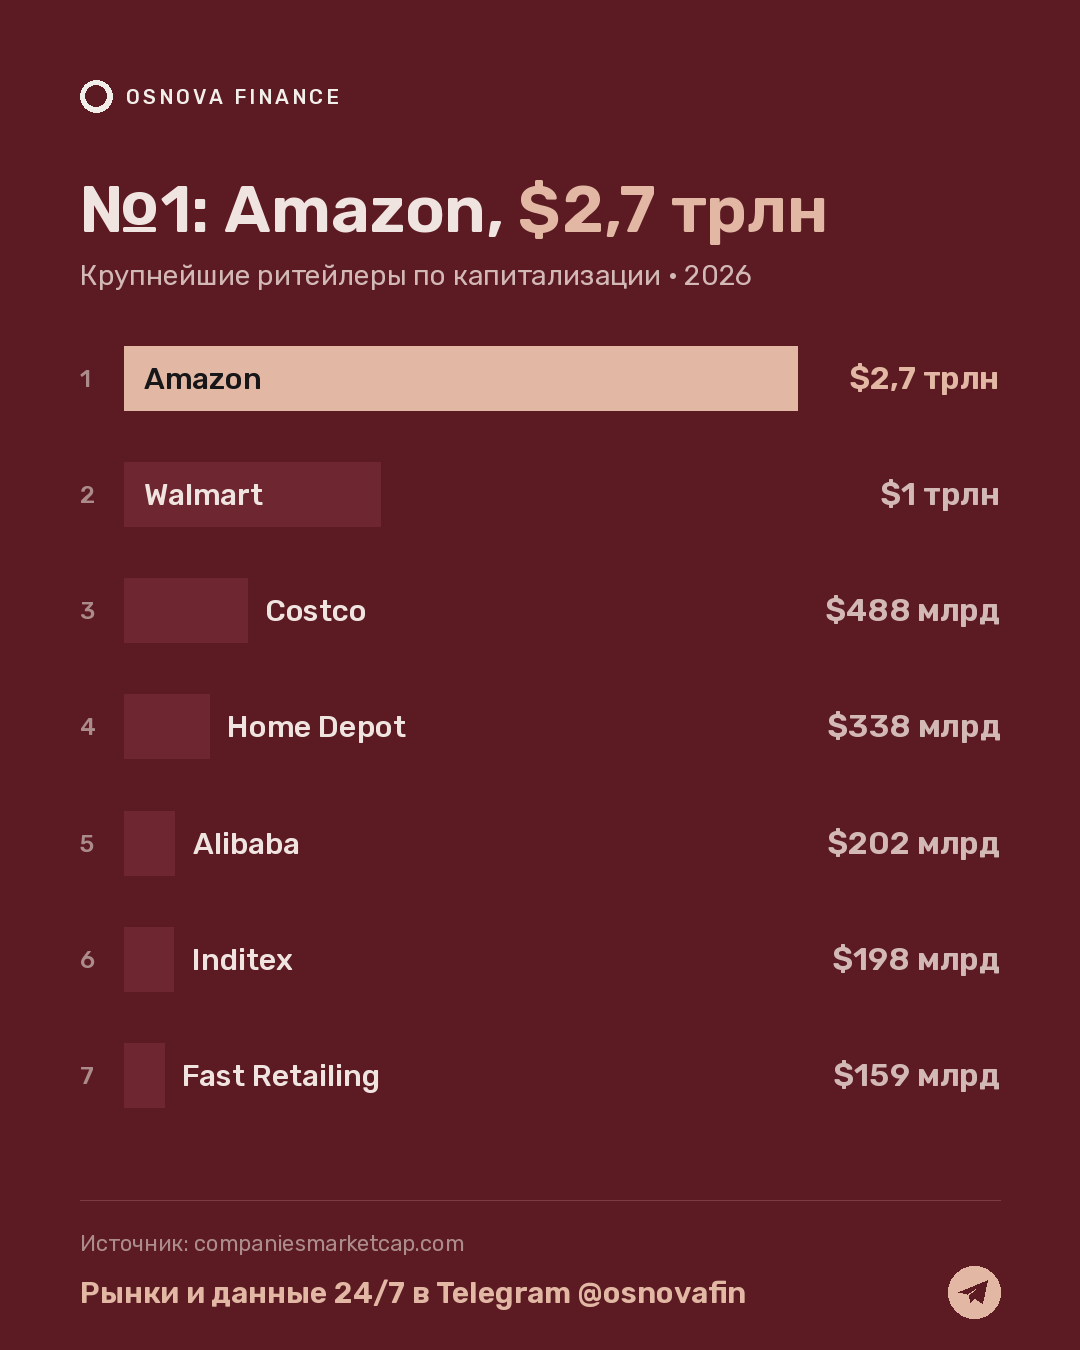 OSNOVA FINANCE
№1: Amazon, $2,7 трлн
Крупнейшие ритейлеры по капитализации • 2026
1 Amazon $2,7 трлн
2 Walmart $1 трлн
3 Costco $488 млрд
4 Home Depot $338 млрд
5 Alibaba $202 млрд
6 Inditex $198 млрд
7 Fast Retailing $159 млрд
Источник: companiesmarketcap.com
Рынки и данные 24/7 в Telegram @osnovafin